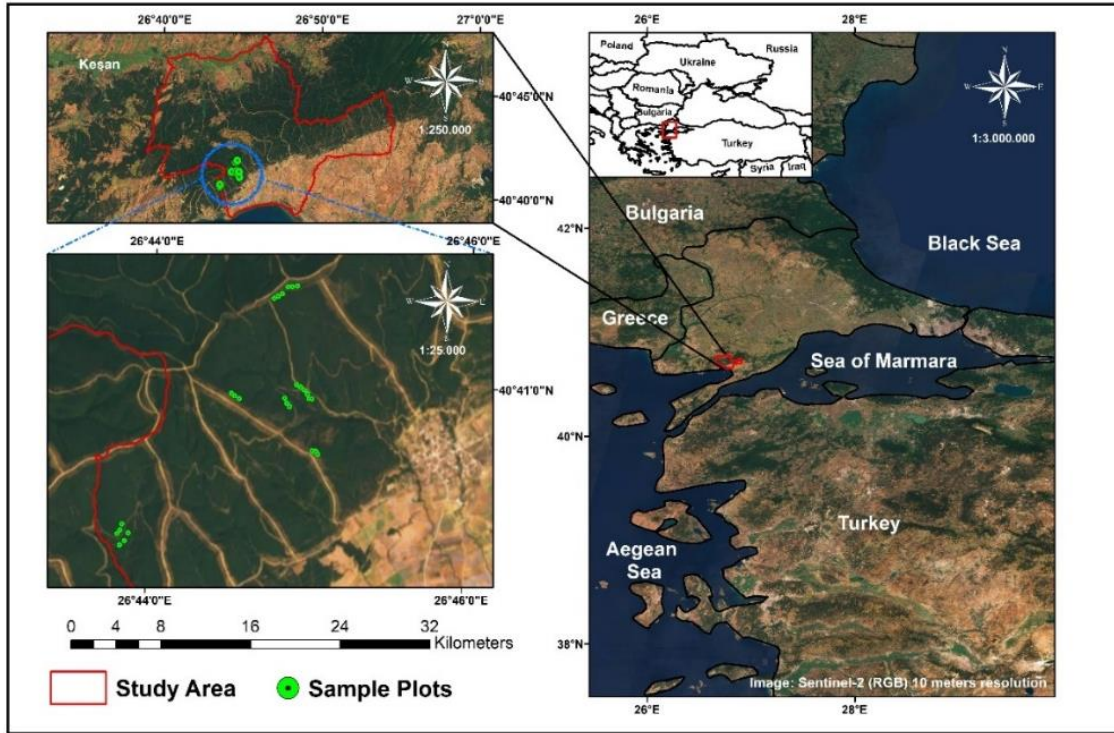 26°40'0"E
26°50'0"E
27°0'0"E
Keşan
N
W
E
S
1:250.000
40°45'0"N
40°40'0"N
26°44'0"E
26°46'0"E
N
W
E
S
1:25.000
40°41'0"N
26°44'0"E
26°46'0"E
0 4 8 16 24 32
Kilometers
Study Area
Sample Plots
26°E
28°E
Poland
Russia
Ukraine
Romania
Bulgaria
Turkey
Syria
Iraq
N
W
E
S
1:3.000.000
42°N
Bulgaria
Black Sea
Greece
Sea of Marmara
40°N
Turkey
Aegean
Sea
38°N
Image: Sentinel-2 (RGB) 10 meters resolution
26°E
28°E